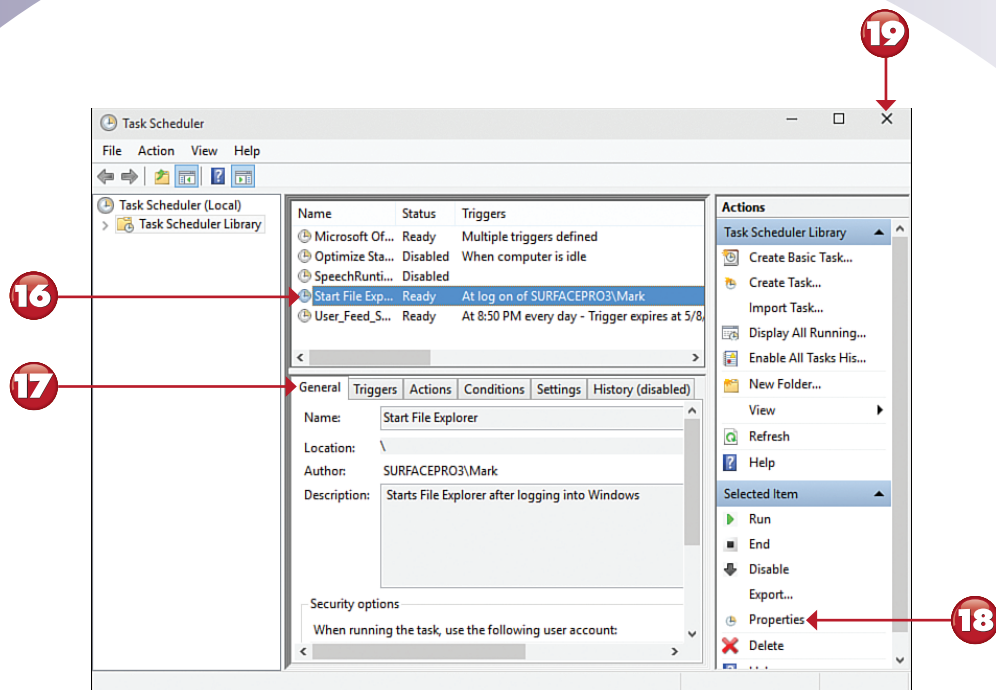 19
Task Scheduler
File Action View Help
Task Scheduler (Local)
Task Scheduler Library
Name Status Triggers
Microsoft Of... Ready Multiple triggers defined
Optimize Sta... Disabled When computer is idle
SpeechRunti... Disabled
16
Start File Exp... Ready At log on of SURFACEPRO3\Mark
User_Feed_S... Ready At 8:50 PM every day - Trigger expires at 5/8/
17
General Triggers Actions Conditions Settings History (disabled)
Name: Start File Explorer
Location: \
Author: SURFACEPRO3\Mark
Description: Starts File Explorer after logging into Windows
Security options
When running the task, use the following user account:
Actions
Task Scheduler Library
Create Basic Task...
Create Task...
Import Task...
Display All Running...
Enable All Tasks His...
New Folder...
View
Refresh
Help
Selected Item
Run
End
Disable
Export...
Properties
18
Delete